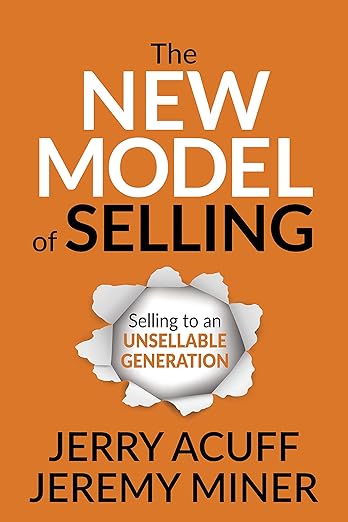 The
NEW
MODEL
of SELLING
Selling to an
UNSELLABLE
GENERATION
JERRY ACUFF
JEREMY MINER